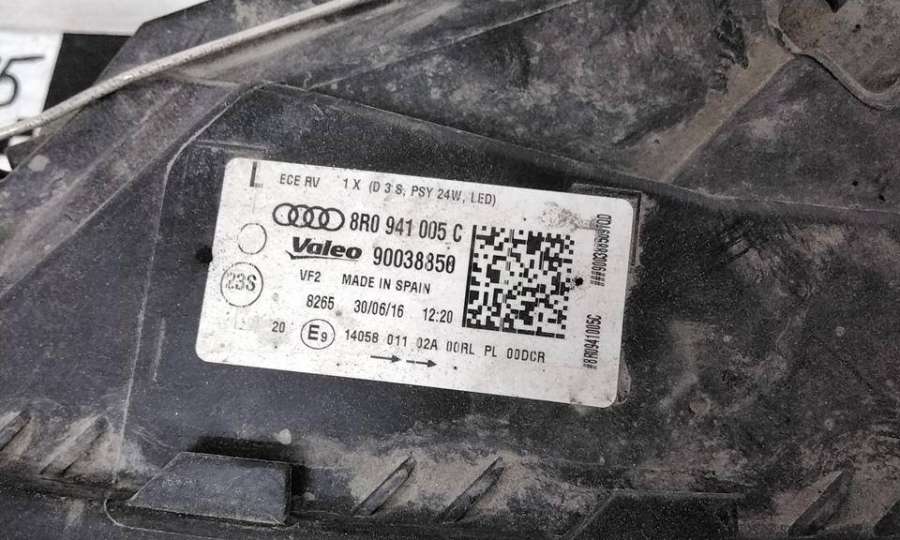 5
L ECE RV 1 X (D 3 S, PSY 24W, LED)
8R0 941 005 C
Valeo 90038850
VF2 MADE IN SPAIN
23S
8265 30/06/16 12:20
20 E9 14058 011 02A 00RL PL 00DCR
#8R0941005C